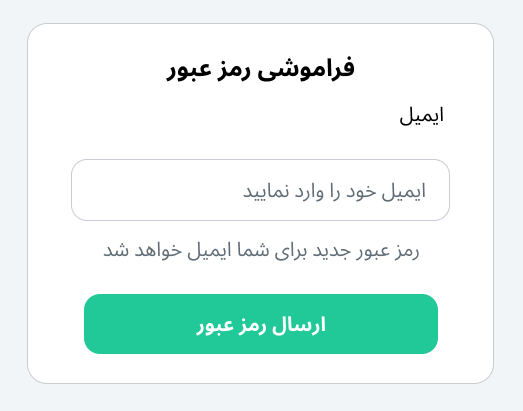 فراموشی رمز عبور
ایمیل
ایمیل خود را وارد نمایید
رمز عبور جدید برای شما ایمیل خواهد شد
ارسال رمز عبور